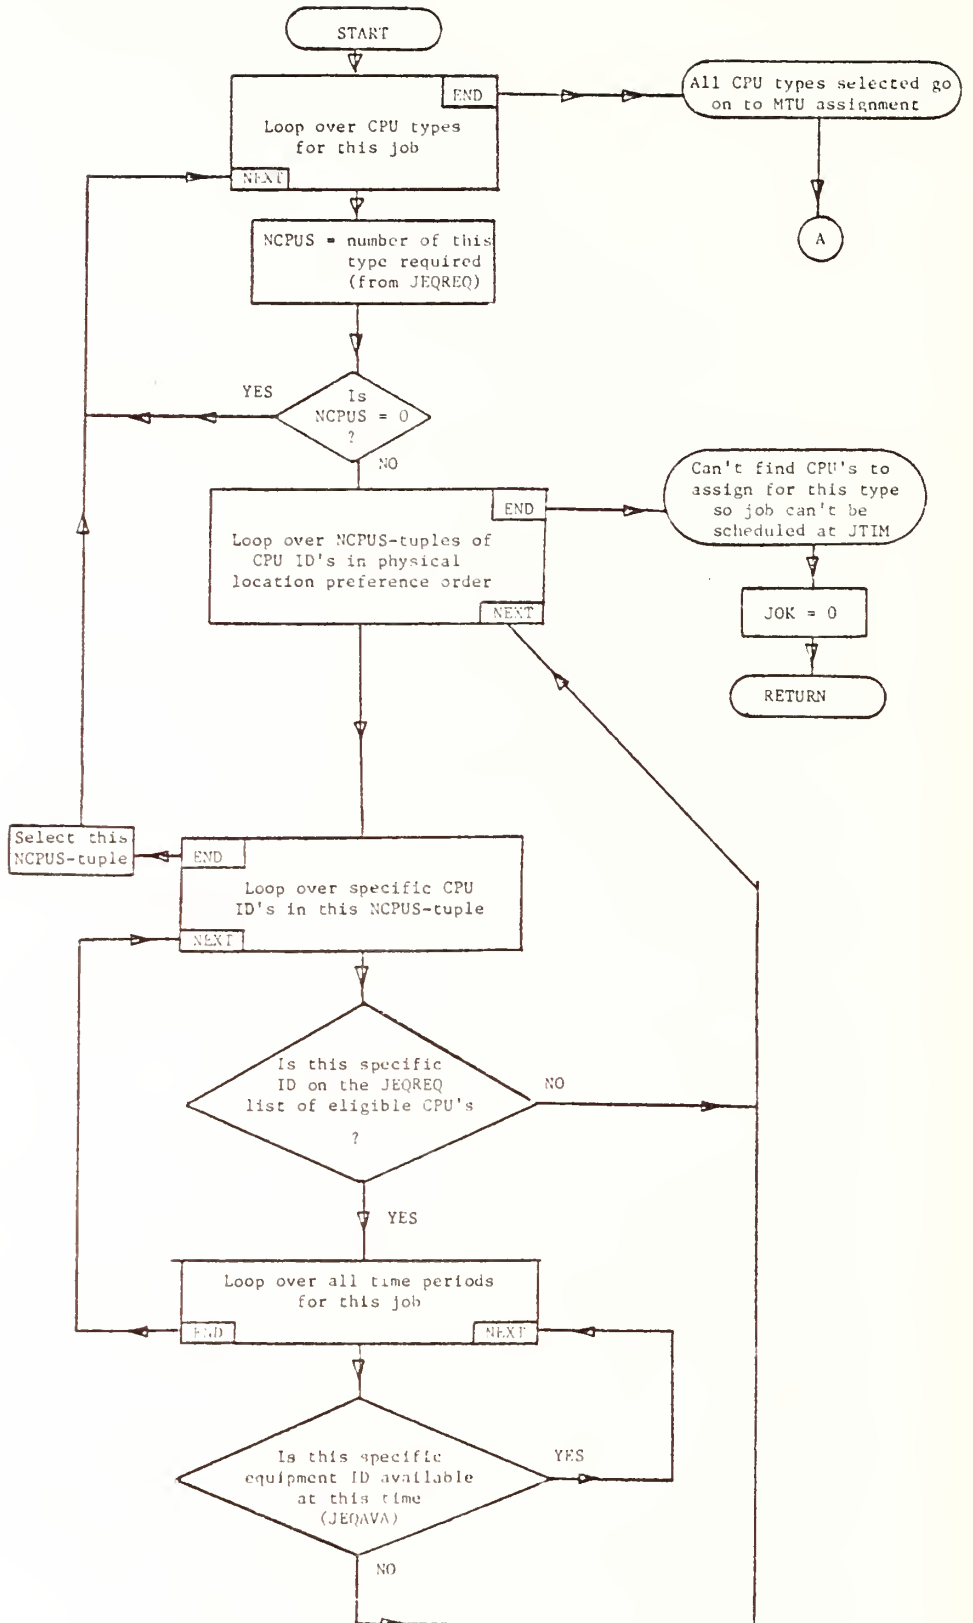 START
END
All CPU types selected go
on to MTU assignment
Loop over CPU types
for this job
NEXT
NCPUS = number of this
type required
(from JEQREQ)
A
YES
Is
NCPUS = 0
?
NO
END
Can't find CPU's to
assign for this type
so job can't be
scheduled at JTIM
Loop over NCPUS-tuples of
CPU ID's in physical
location preference order
NEXT
JOK = 0
RETURN
Select this
NCPUS-tuple
END
Loop over specific CPU
ID's in this NCPUS-tuple
NEXT
Is this specific
ID on the JEQREQ
list of eligible CPU's
?
NO
YES
Loop over all time periods
for this job
END
NEXT
Is this specific
equipment ID available
at this time
(JEQAVA)
YES
NO